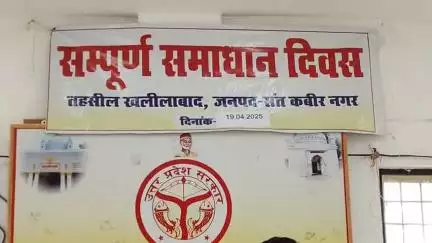 सम्पूर्ण समाधान दिवस
तहसील खलीलाबाद, जनपद-संत कबीर नगर
दिनांक- 19.04.2025
उत्तर प्रदेश सरकार